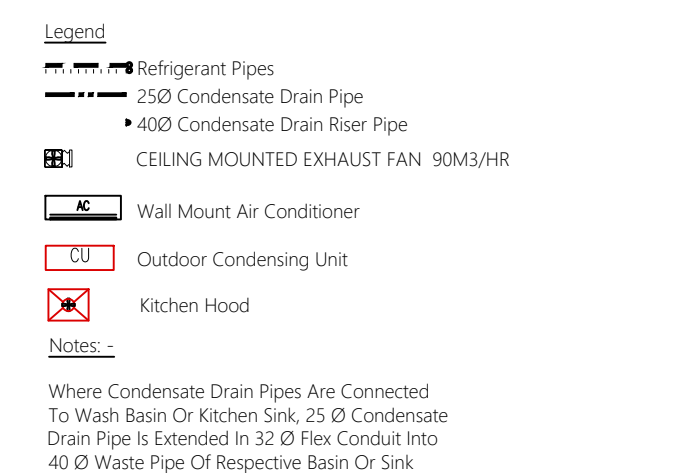 Legend
Refrigerant Pipes
25Ø Condensate Drain Pipe
40Ø Condensate Drain Riser Pipe
CEILING MOUNTED EXHAUST FAN 90M3/HR
AC Wall Mount Air Conditioner
CU Outdoor Condensing Unit
Kitchen Hood
Notes: -
Where Condensate Drain Pipes Are Connected
To Wash Basin Or Kitchen Sink, 25 Ø Condensate
Drain Pipe Is Extended In 32 Ø Flex Conduit Into
40 Ø Waste Pipe Of Respective Basin Or Sink